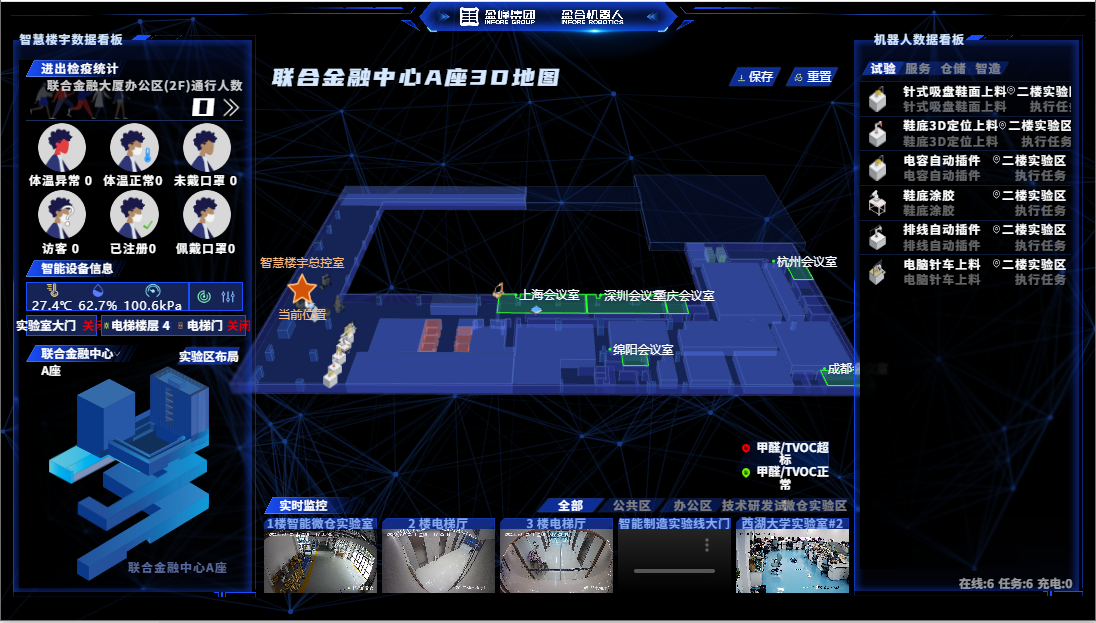 盈峰集团
INFORE GROUP
盈合机器人
INFORE ROBOTICS
智慧楼宇数据看板
进出检疫统计
联合金融大厦办公区(2F)通行人数
0
体温异常 0
体温正常0
未戴口罩 0
访客 0
已注册0
佩戴口罩0
智能设备信息
27.4℃ 62.7% 100.6kPa
实验室大门 关
电梯楼层 4
电梯门 关闭
联合金融中心
A座
实验区布局
联合金融中心A座
联合金融中心A座3D地图
保存
重置
智慧楼宇总控室
当前位置
上海会议室
深圳会议室
重庆会议室
杭州会议室
绵阳会议室
成都
甲醛/TVOC超
标
甲醛/TVOC正
常
实时监控
全部
公共区
办公区
技术研发试
微仓实验区
1楼智能微仓实验室
2 楼电梯厅
3 楼电梯厅
智能制造实验线大门
西湖大学实验室#2
机器人数据看板
试验 服务 仓储 智造
针式吸盘鞋面上料 二楼实验
针式吸盘鞋面上料 执行任
鞋底3D定位上料 二楼实验区
鞋底3D定位上料 执行任务
电容自动插件 二楼实验区
电容自动插件 执行任务
鞋底涂胶 二楼实验区
鞋底涂胶 执行任务
排线自动插件 二楼实验区
排线自动插件 执行任务
电脑针车上料 二楼实验区
电脑针车上料 执行任务
在线:6 任务:6 充电:0